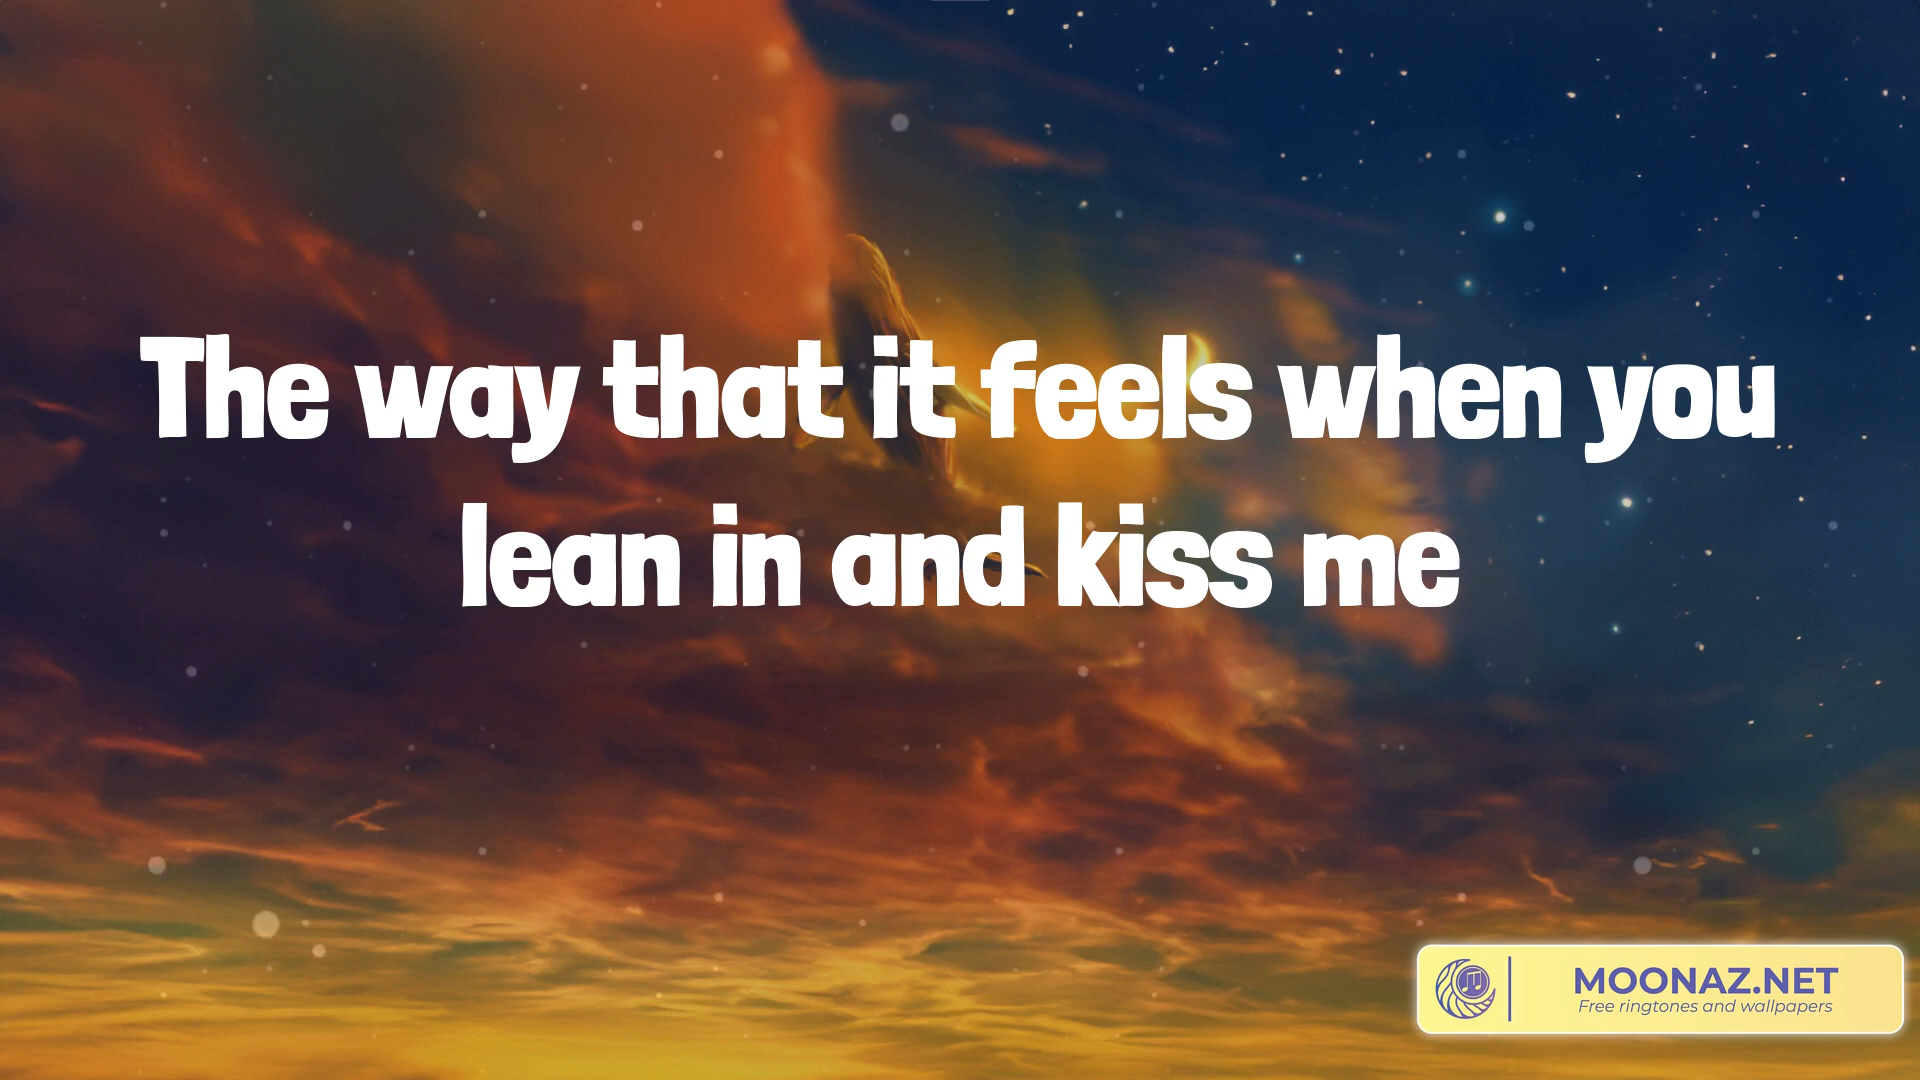 The way that it feels when you
lean in and kiss me
MOONAZ.NET
Free ringtones and wallpapers